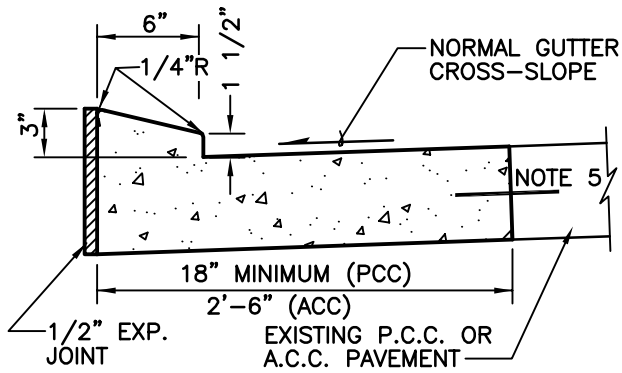 6"
1 1/2"
1/4"R
NORMAL GUTTER
CROSS-SLOPE
3"
NOTE 5
18" MINIMUM (PCC)
2'-6" (ACC)
1/2" EXP.
JOINT
EXISTING P.C.C. OR
A.C.C. PAVEMENT